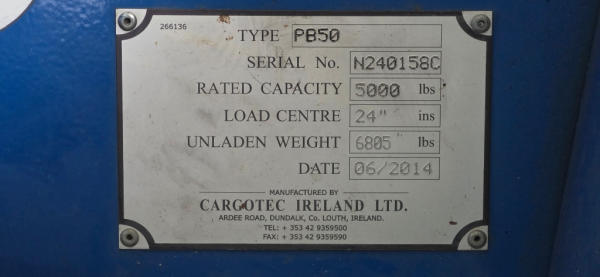 266136
TYPE PB50
SERIAL No. N240158C
RATED CAPACITY 5000 lbs
LOAD CENTRE 24" ins
UNLADEN WEIGHT 6805" lbs
DATE 06/2014
MANUFACTURED BY
CARGOTEC IRELAND LTD.
ARDEE ROAD, DUNDALK, Co. LOUTH, IRELAND.
TEL: + 353 42 9359500
FAX: + 353 42 9359590